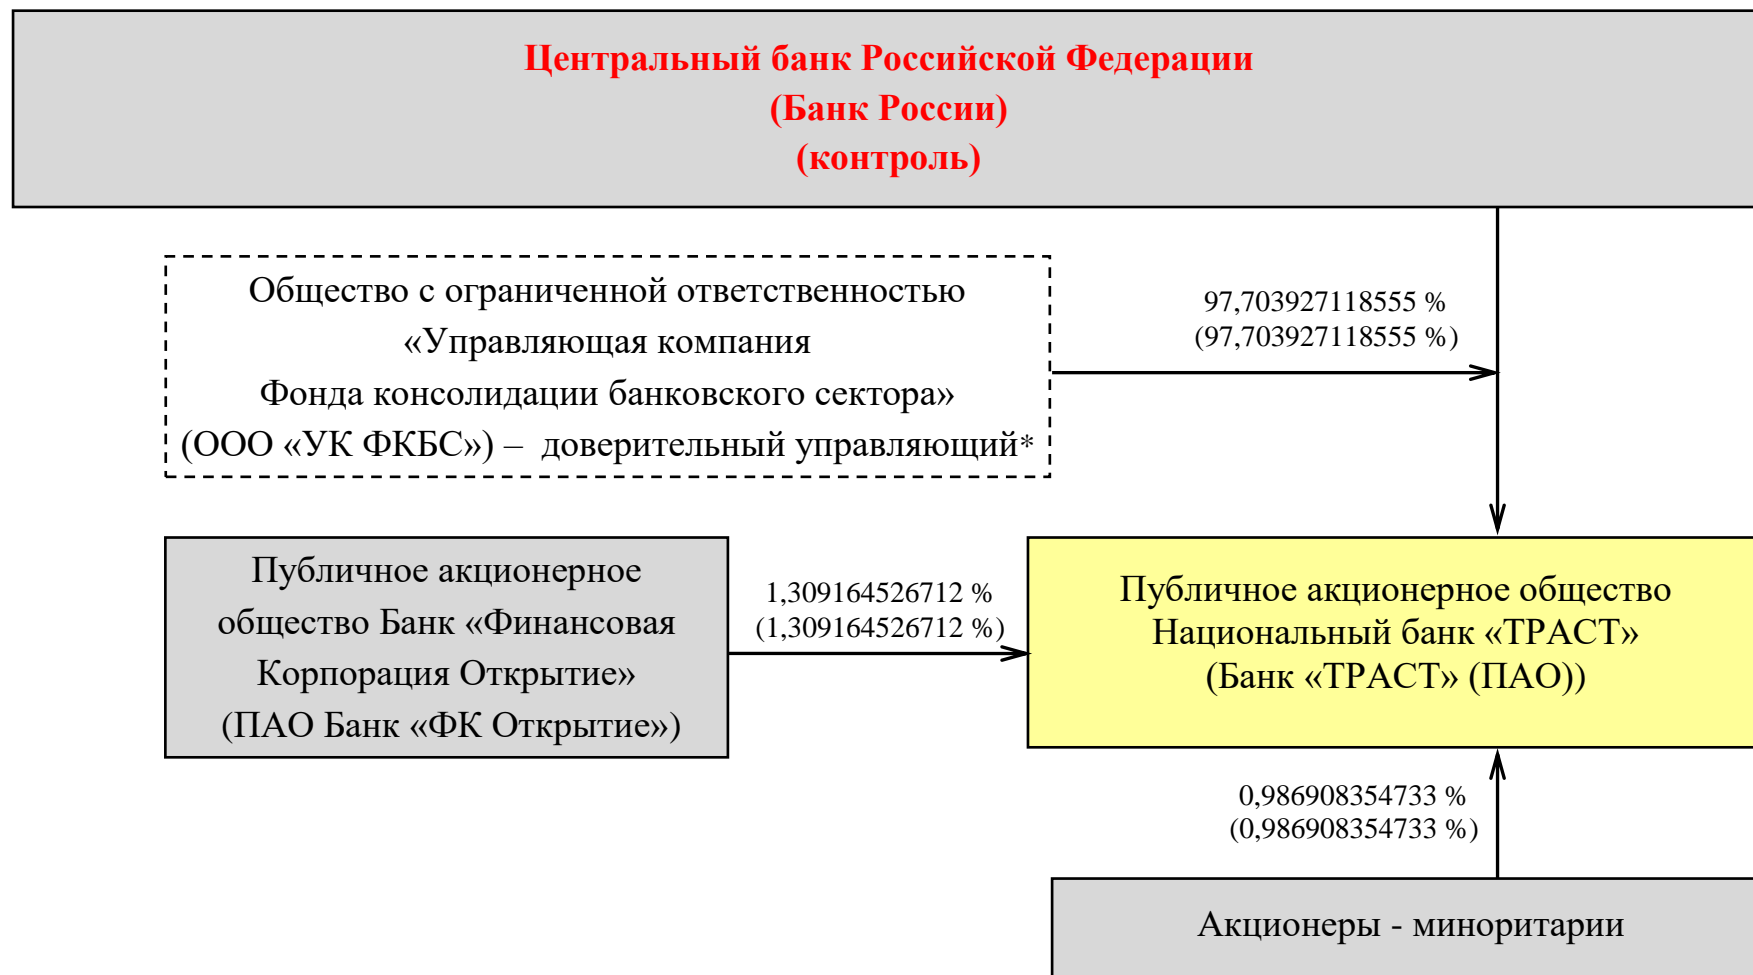 Центральный банк Российской Федерации
(Банк России)
(контроль)
Общество с ограниченной ответственностью
«Управляющая компания
Фонда консолидации банковского сектора»
(ООО «УК ФКБС») – доверительный управляющий*
97,703927118555 %
(97,703927118555 %)
Публичное акционерное
общество Банк «Финансовая
Корпорация Открытие»
(ПАО Банк «ФК Открытие»)
1,309164526712 %
(1,309164526712 %)
Публичное акционерное общество
Национальный банк «ТРАСТ»
(Банк «ТРАСТ» (ПАО))
0,986908354733 %
(0,986908354733 %)
Акционеры - миноритарии